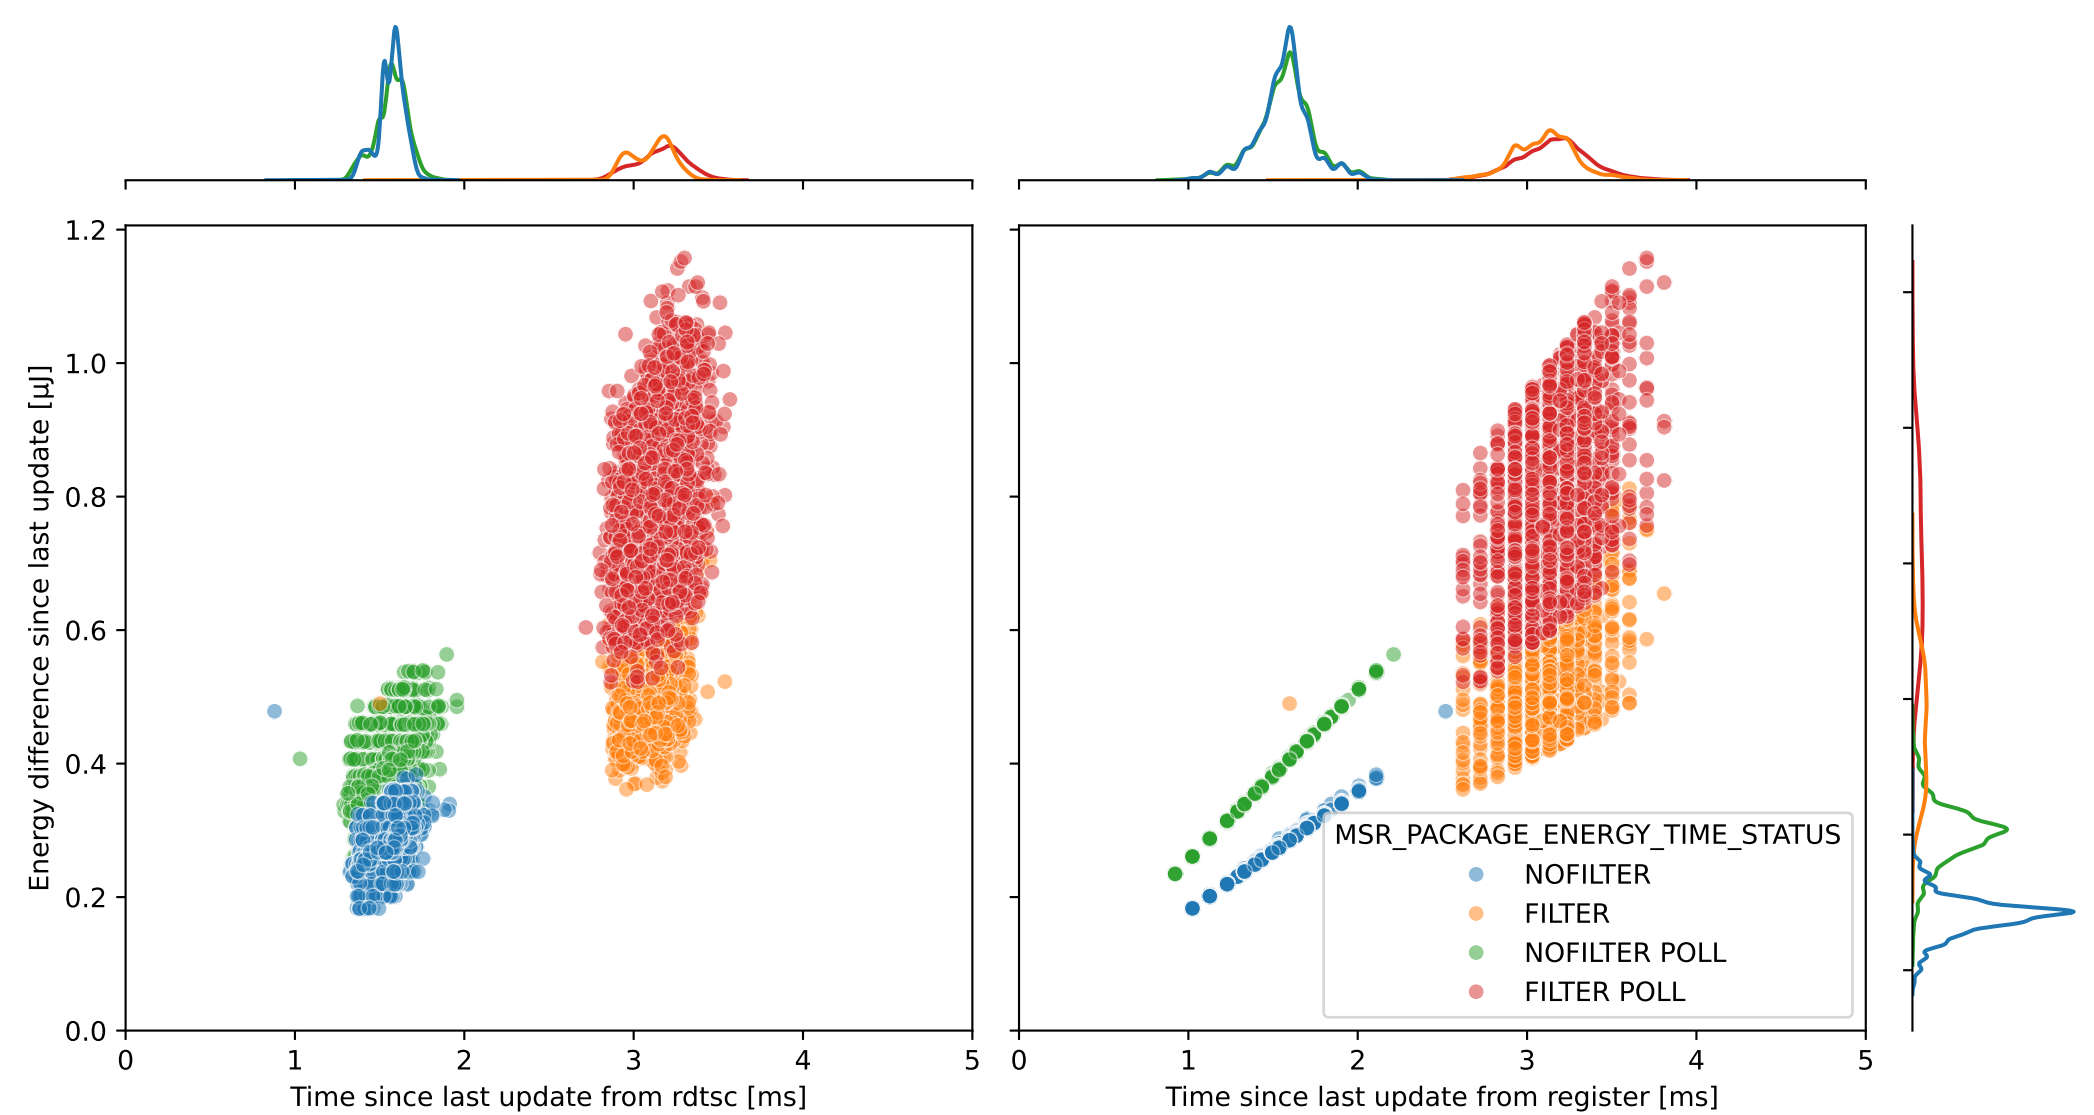 1.2
1.0
0.8
0.6
0.4
0.2
0.0
Energy difference since last update [µJ]
0 1 2 3 4 5
Time since last update from rdtsc [ms]
MSR_PACKAGE_ENERGY_TIME_STATUS
NOFILTER
FILTER
NOFILTER POLL
FILTER POLL
0 1 2 3 4 5
Time since last update from register [ms]